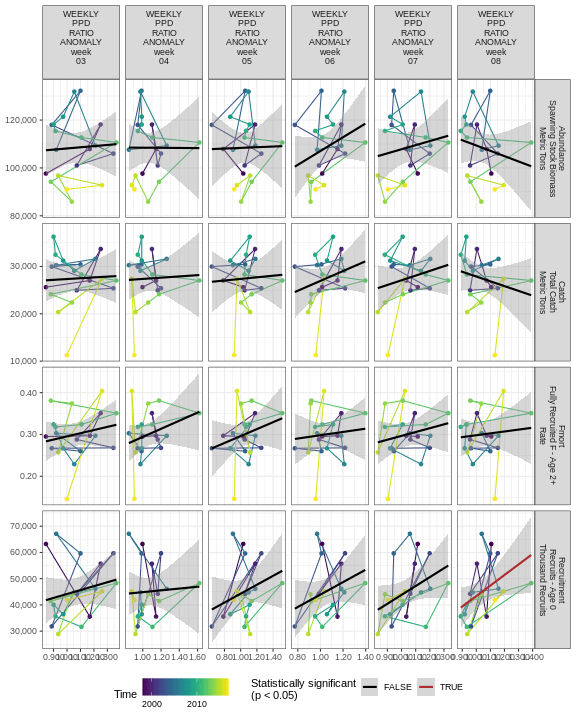 WEEKLY
PPD
RATIO
ANOMALY
week
03
WEEKLY
PPD
RATIO
ANOMALY
week
04
WEEKLY
PPD
RATIO
ANOMALY
week
05
WEEKLY
PPD
RATIO
ANOMALY
week
06
WEEKLY
PPD
RATIO
ANOMALY
week
07
WEEKLY
PPD
RATIO
ANOMALY
week
08
120,000
100,000
80,000
Abundance
Spawning Stock Biomass
Metric Tons
30,000
20,000
10,000
Catch
Total Catch
Metric Tons
0.40
0.30
0.20
Fmort
Fully Recruited F - Age 2+
Rate
70,000
60,000
50,000
40,000
30,000
Recruitment
Recruits - Age 0
Thousand Recruits
1.00 1.20 1.40 1.60
0.80 1.00 1.20 1.40
0.80 1.00 1.20 1.40
Time
2000 2010
Statistically significant
(p < 0.05)
FALSE
TRUE